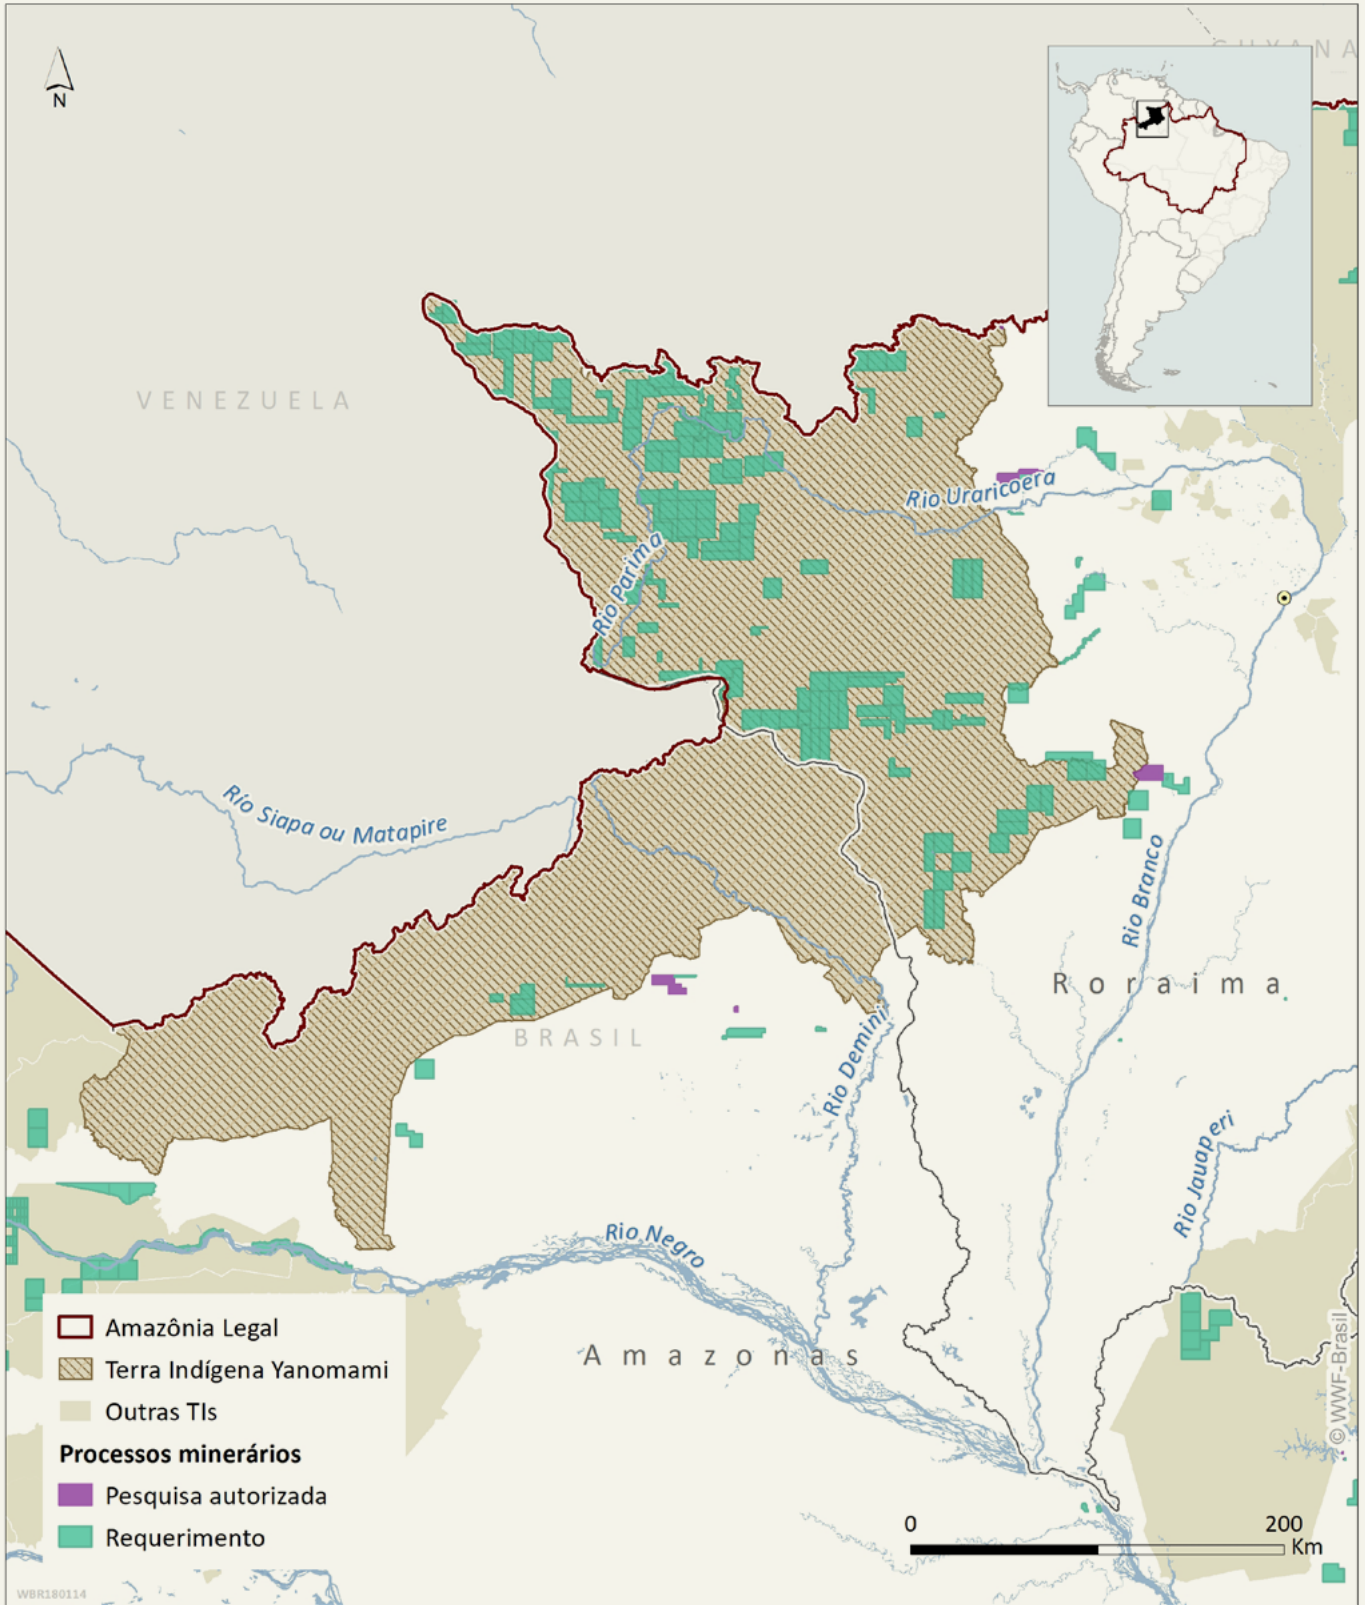 GUYANA
N
VENEZUELA
Rio Uraricoera
Rio Parima
Río Siapa ou Matapire
Rio Branco
Roraima
BRASIL
Rio Demini
Rio Jauaperi
Rio Negro
Amazonas
Amazônia Legal
Terra Indígena Yanomami
Outras TIs
Processos minerários
Pesquisa autorizada
Requerimento
0 200
Km
© WWF-Brasil
WBR180114